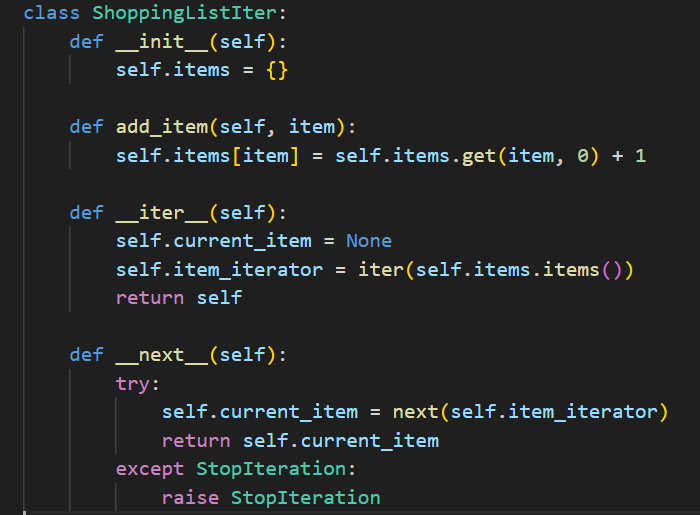 class ShoppingListIter:
    def __init__(self):
        self.items = {}

    def add_item(self, item):
        self.items[item] = self.items.get(item, 0) + 1

    def __iter__(self):
        self.current_item = None
        self.item_iterator = iter(self.items.items())
        return self

    def __next__(self):
        try:
            self.current_item = next(self.item_iterator)
            return self.current_item
        except StopIteration:
            raise StopIteration